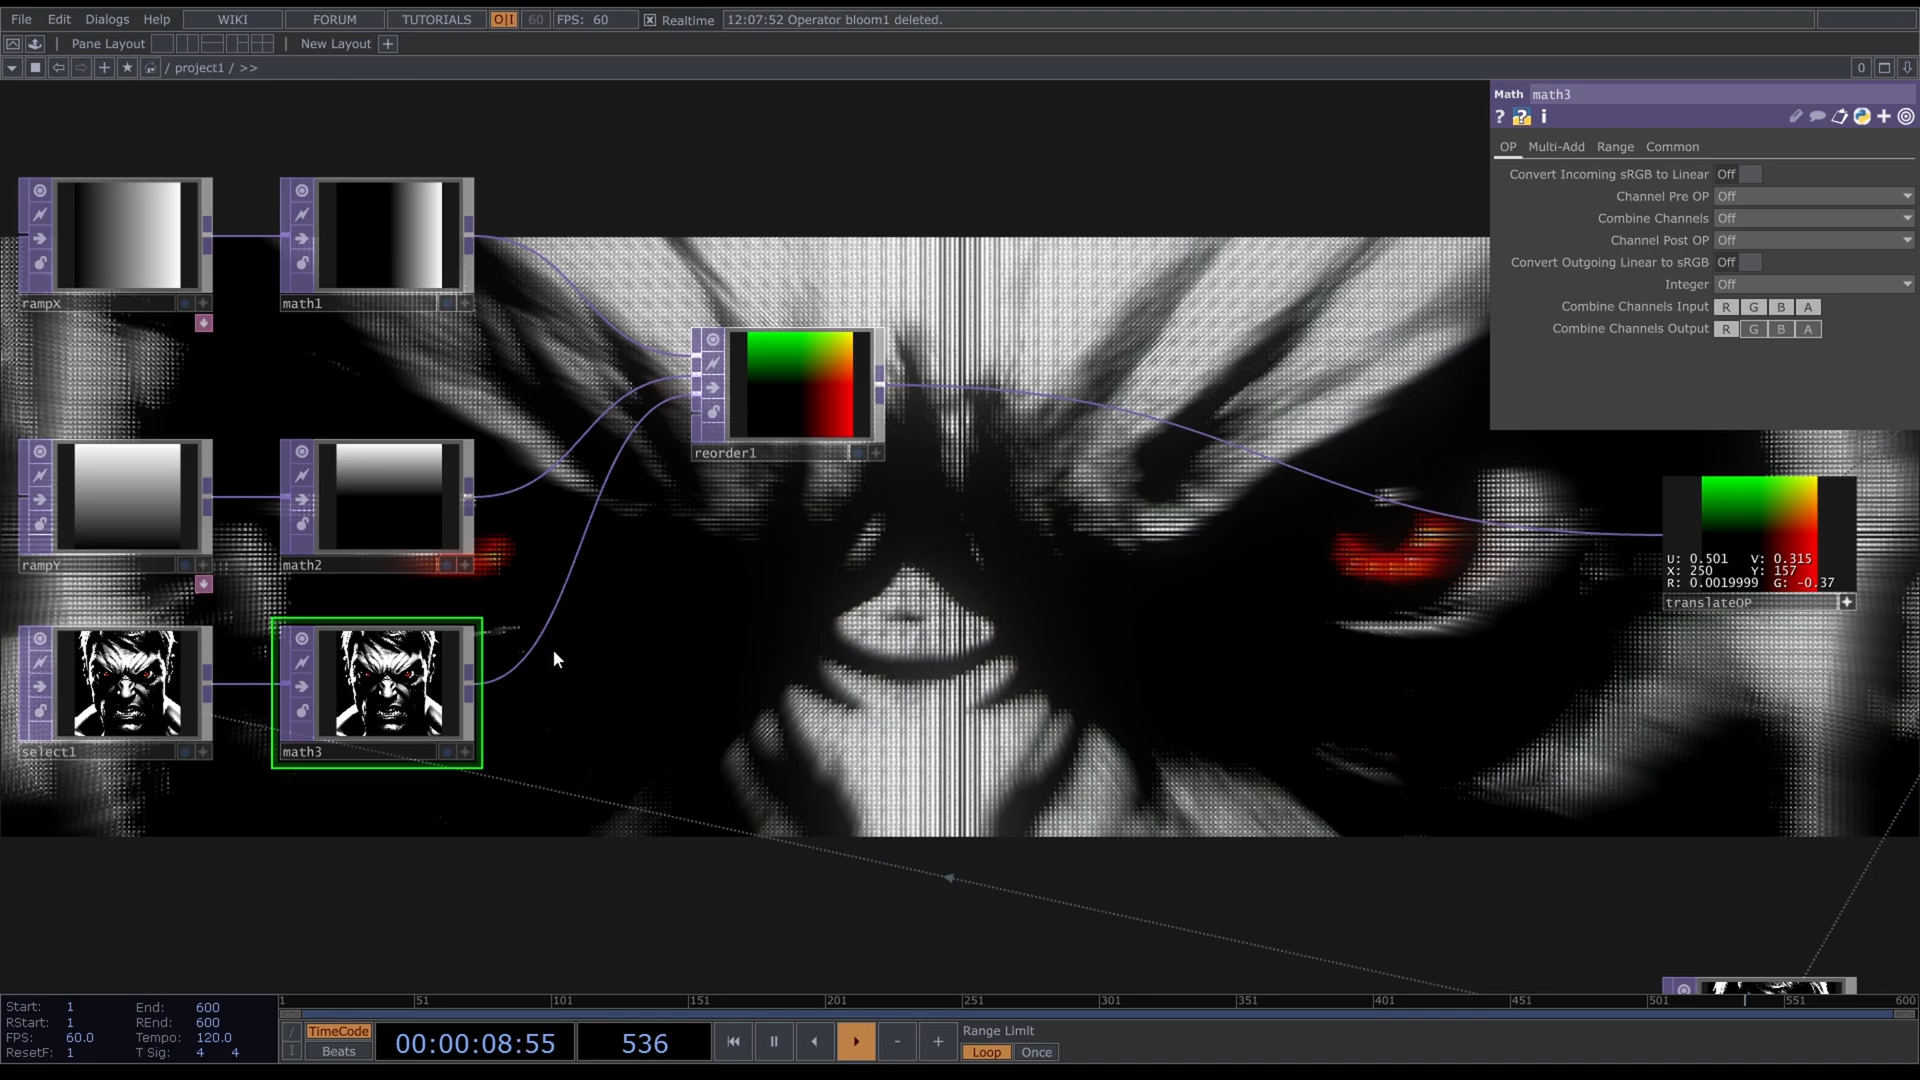 File Edit Dialogs Help WIKI FORUM TUTORIALS O|I 60 FPS: 60 Realtime 12:07:52 Operator bloom1 deleted.
Pane Layout New Layout +
/ project1 / >> 0
Math math3
? ? i
OP Multi-Add Range Common
Convert Incoming sRGB to Linear Off
Channel Pre OP Off
Combine Channels Off
Channel Post OP Off
Convert Outgoing Linear to sRGB Off
Integer Off
Combine Channels Input R G B A
Combine Channels Output R G B A
rampX math1
reorder1
rampY math2
U: 0.501 V: 0.315
X: 250 Y: 157
R: 0.0019999 G: -0.37
translateOP
select1 math3
1 51 101 151 201 251 301 351 401 451 501 551 600
Start: 1 End: 600
RStart: 1 REnd: 600
FPS: 60.0 Tempo: 120.0
ResetF: 1 T Sig: 4 4
TimeCode
Beats
00:00:08:55 536
Range Limit
Loop Once